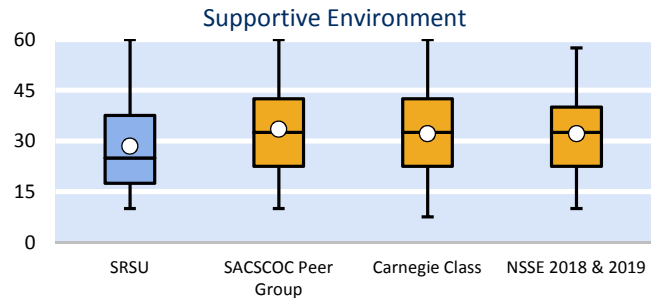 Supportive Environment
60
45
30
15
0
SRSU
SACSCOC Peer
Group
Carnegie Class
NSSE 2018 & 2019